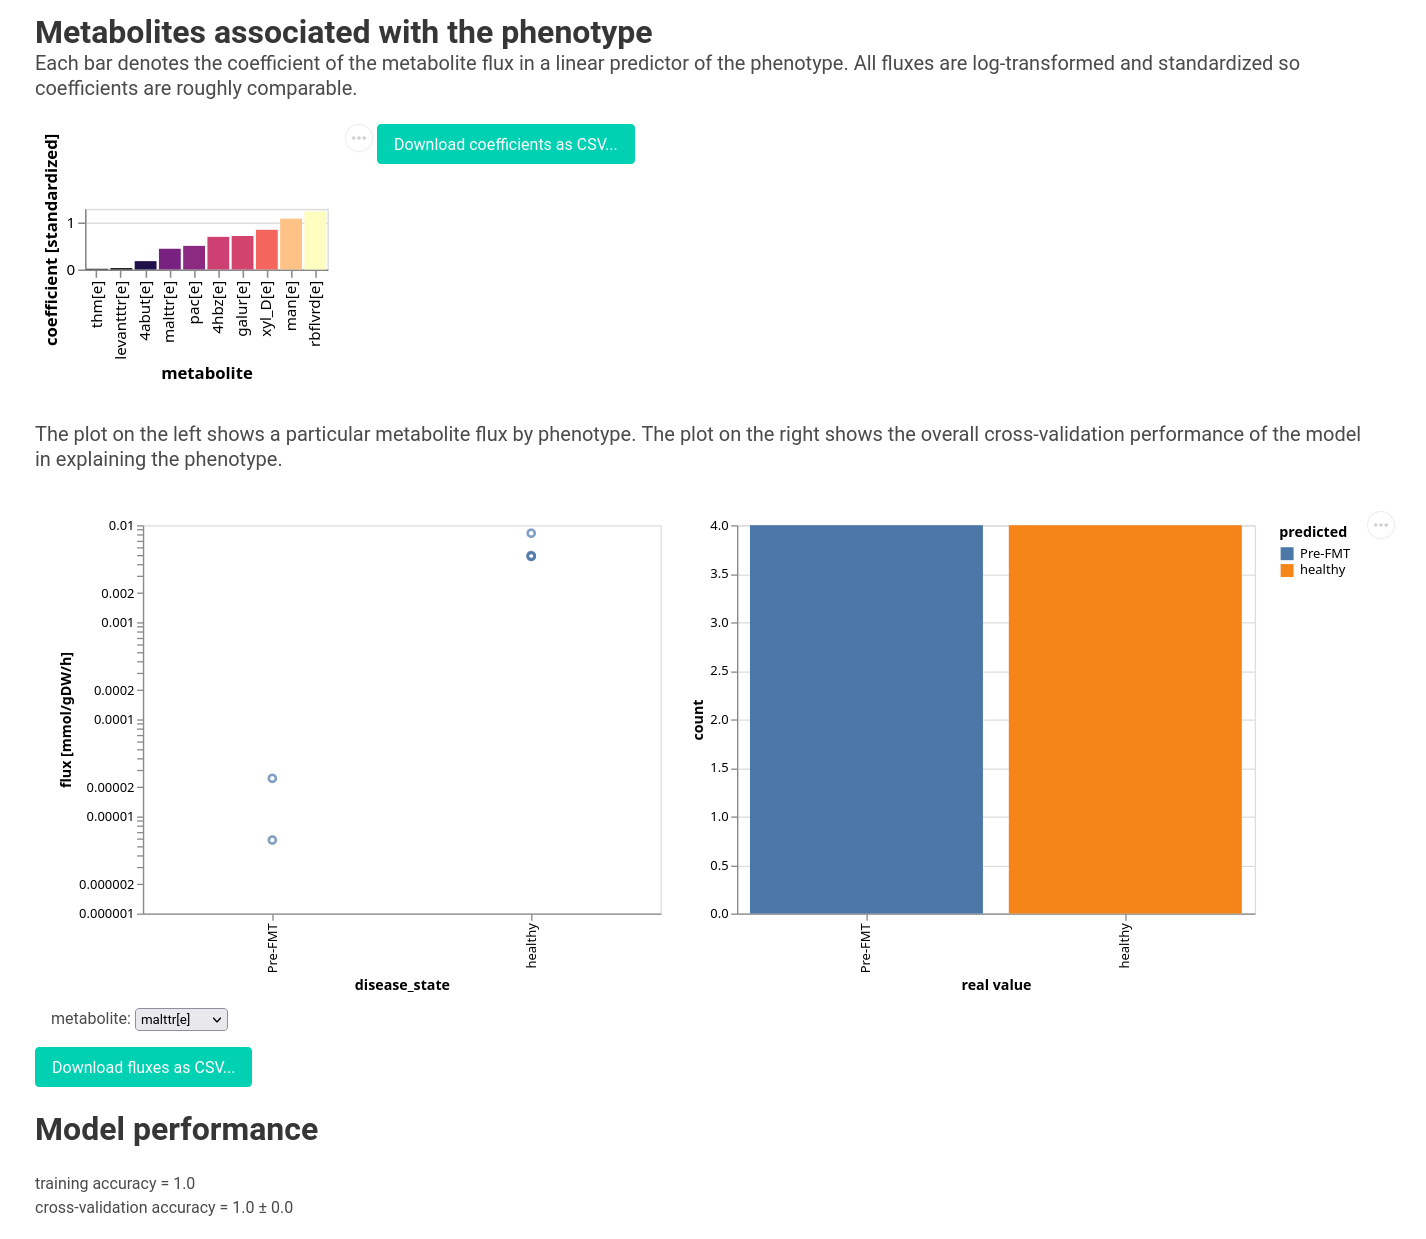 Metabolites associated with the phenotype
Each bar denotes the coefficient of the metabolite flux in a linear predictor of the phenotype. All fluxes are log-transformed and standardized so
coefficients are roughly comparable.
Download coefficients as CSV...
coefficient [standardized]
1
0
thm[e]
levantttr[e]
4abut[e]
malttr[e]
pac[e]
4hbz[e]
galur[e]
xyl_D[e]
man[e]
rbflvrd[e]
metabolite
The plot on the left shows a particular metabolite flux by phenotype. The plot on the right shows the overall cross-validation performance of the model
in explaining the phenotype.
flux [mmol/gDW/h]
0.01
0.002
0.001
0.0002
0.0001
0.00002
0.00001
0.000002
0.000001
Pre-FMT
healthy
disease_state
count
4.0
3.5
3.0
2.5
2.0
1.5
1.0
0.5
0.0
Pre-FMT
healthy
real value
predicted
Pre-FMT
healthy
metabolite: malttr[e]
Download fluxes as CSV...
Model performance
training accuracy = 1.0
cross-validation accuracy = 1.0 ± 0.0